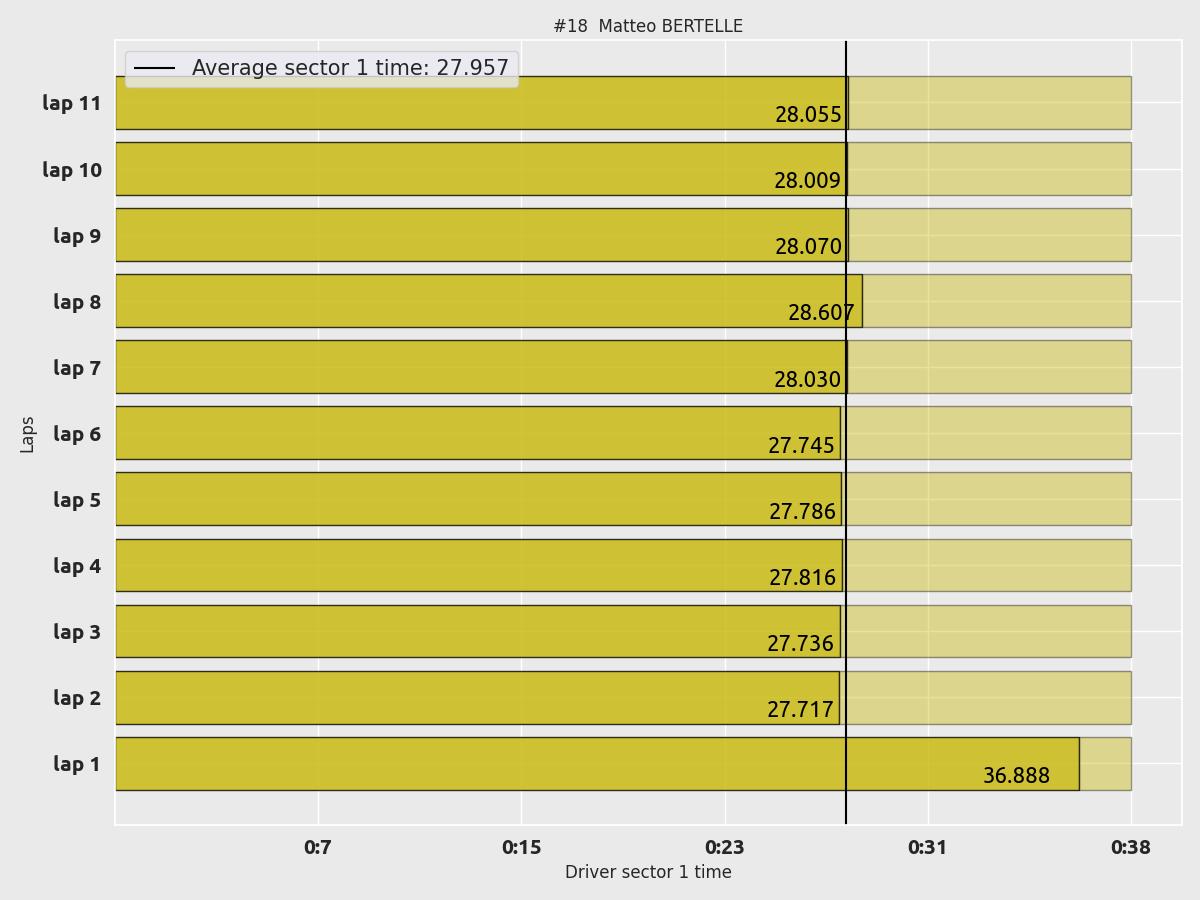 #18  Matteo BERTELLE
Average sector 1 time: 27.957
lap 11
28.055
lap 10
28.009
lap 9
28.070
lap 8
28.607
lap 7
28.030
lap 6
27.745
lap 5
27.786
lap 4
27.816
lap 3
27.736
lap 2
27.717
lap 1
36.888
Laps
0:7 0:15 0:23 0:31 0:38
Driver sector 1 time